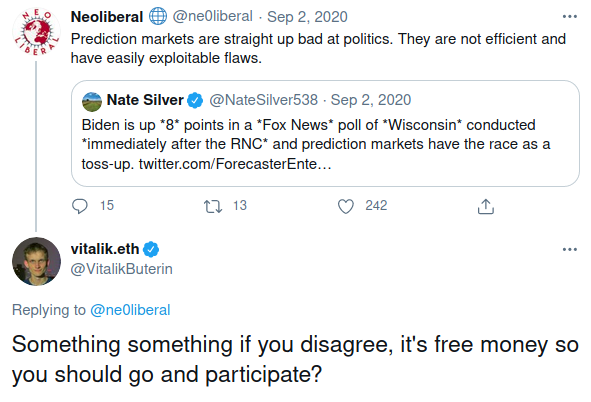 Neoliberal @ne0liberal · Sep 2, 2020
Prediction markets are straight up bad at politics. They are not efficient and
have easily exploitable flaws.
Nate Silver @NateSilver538 · Sep 2, 2020
Biden is up *8* points in a *Fox News* poll of *Wisconsin* conducted
*immediately after the RNC* and prediction markets have the race as a
toss-up. twitter.com/ForecasterEnte…
15 13 242
vitalik.eth
@VitalikButerin
Replying to @ne0liberal
Something something if you disagree, it's free money so
you should go and participate?